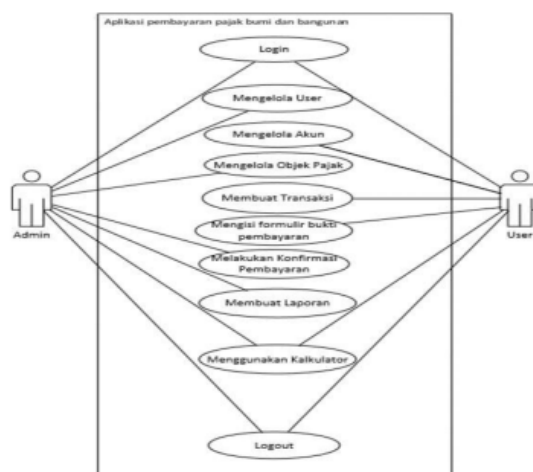 Aplikasi pembayaran pajak bumi dan bangunan
Login
Mengelola User
Mengelola Akun
Mengelola Objek Pajak
Membuat Transaksi
Mengisi formulir bukti
pembayaran
Melakukan Konfirmasi
Pembayaran
Membuat Laporan
Menggunakan Kalkulator
Logout
Admin
User